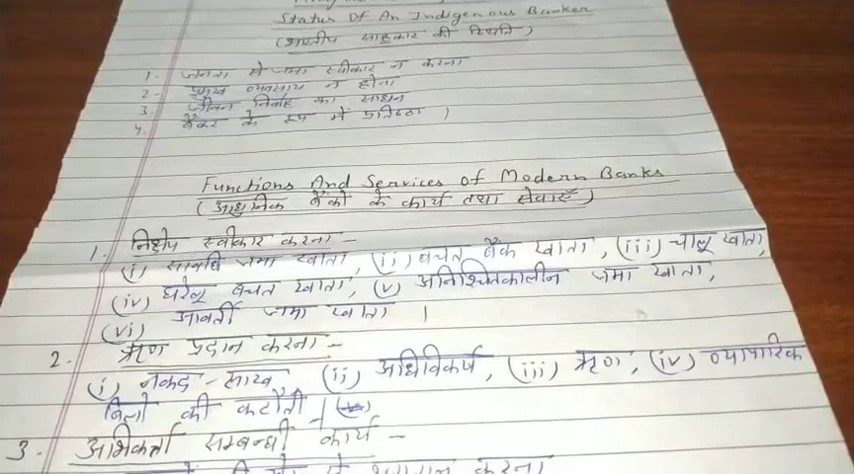 Status Of An Indigenous Banker
(भारतीय साहूकार की स्थिति)
1. जनता से जमा स्वीकार न करना
2. प्रमुख व्यवसाय न होना
3. जीवन निर्वाह का साधन
4. बैंकर के रूप में प्रतिष्ठा ।
Functions And Services of Modern Banks
(आधुनिक बैंकों के कार्य तथा सेवाएँ)
1. निक्षेप स्वीकार करना -
(i) सावधि जमा खाता, (ii) बचत बैंक खाता, (iii) चालू खाता,
(iv) घरेलू बचत खाता, (v) अनिश्चितकालीन जमा खाता,
(vi) आवर्ती जमा खाता ।
2. ऋण प्रदान करना -
(i) नकद - साख, (ii) अधिविकर्ष, (iii) ऋण, (iv) व्यापारिक
बिलों की कटौती ।
3. अभिकर्ता सम्बन्धी कार्य -
भुगतान करना